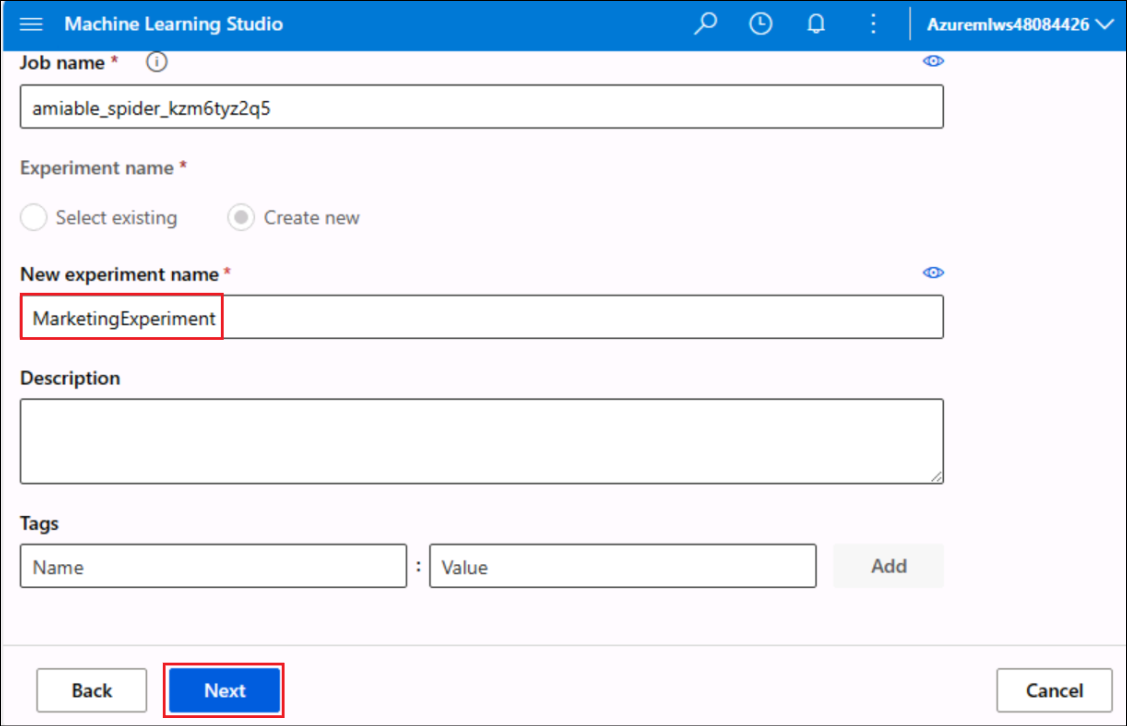 Machine Learning Studio Azuremlws48084426
Job name *
amiable_spider_kzm6tyz2q5
Experiment name *
Select existing Create new
New experiment name *
MarketingExperiment
Description
Tags
Name : Value Add
Back Next Cancel